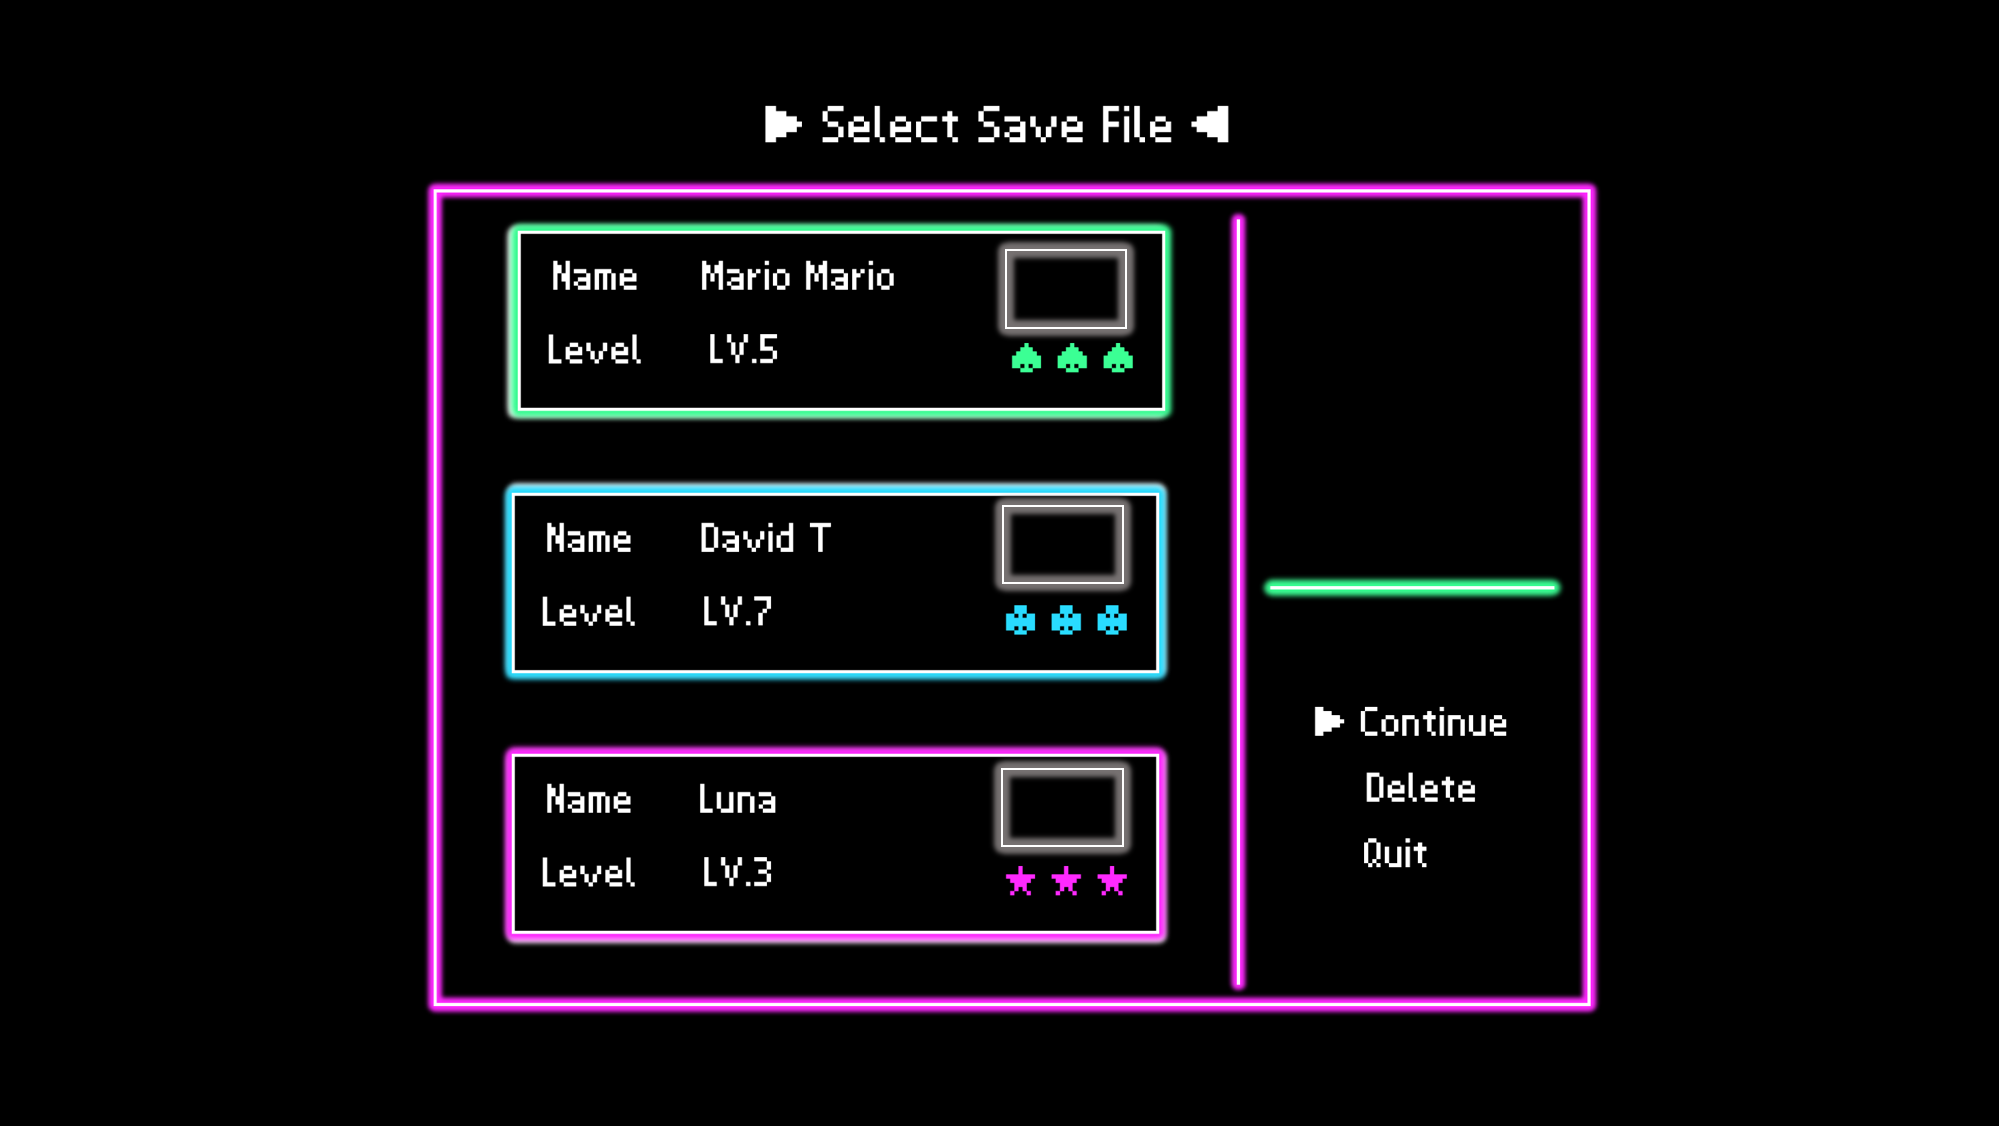 Select Save File
Name Mario Mario
Level LV.5
Name David T
Level LV.7
Name Luna
Level LV.3
Continue
Delete
Quit